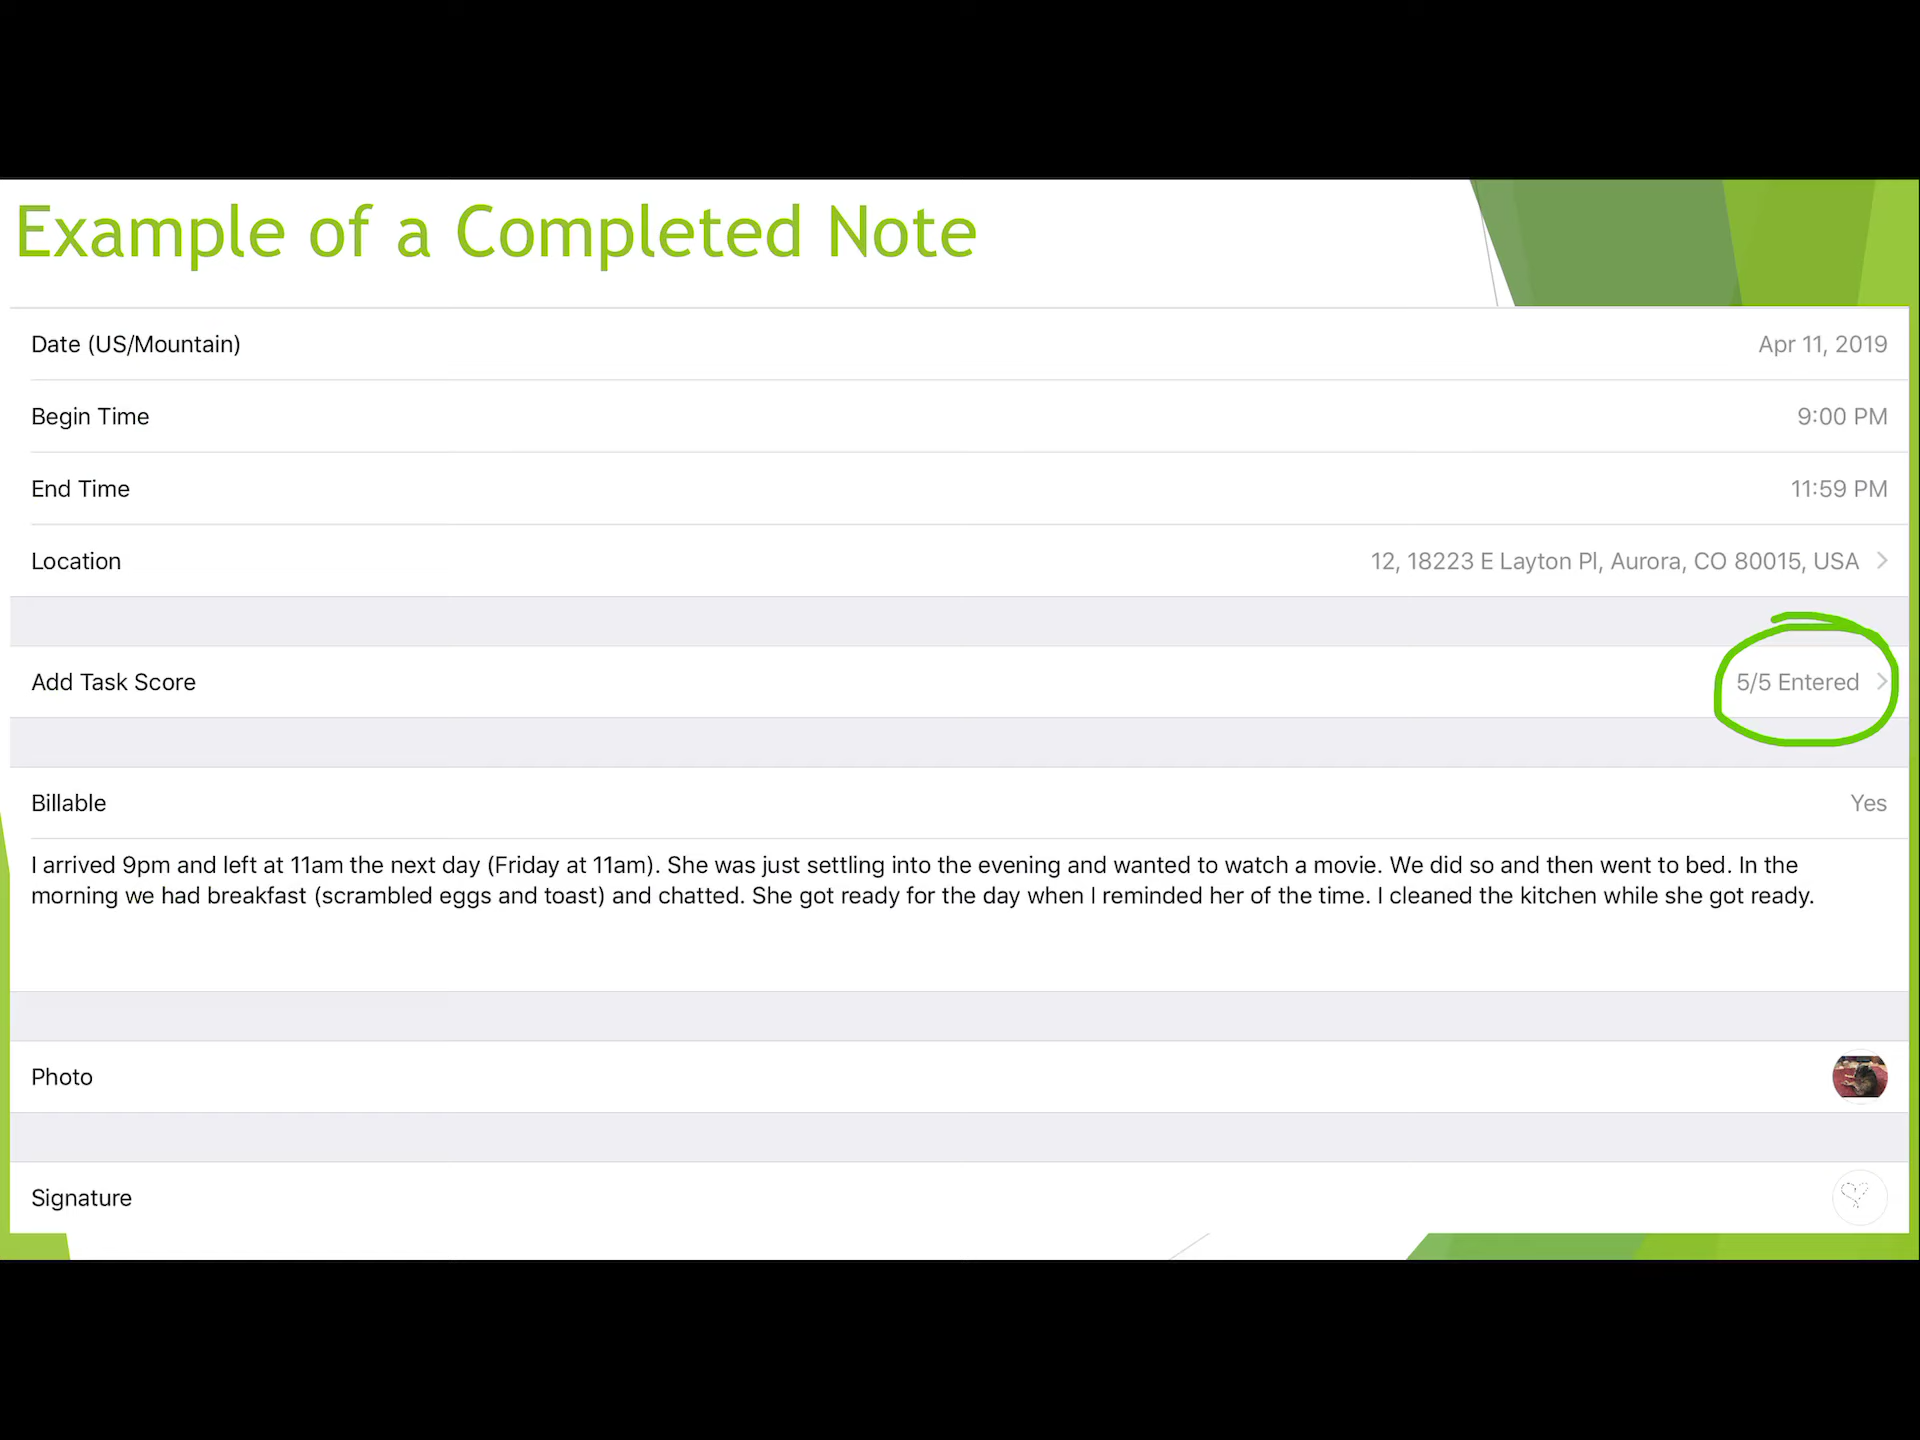 Example of a Completed Note
Date (US/Mountain) Apr 11, 2019
Begin Time 9:00 PM
End Time 11:59 PM
Location 12, 18223 E Layton Pl, Aurora, CO 80015, USA
Add Task Score 5/5 Entered
Billable Yes
I arrived 9pm and left at 11am the next day (Friday at 11am). She was just settling into the evening and wanted to watch a movie. We did so and then went to bed. In the
morning we had breakfast (scrambled eggs and toast) and chatted. She got ready for the day when I reminded her of the time. I cleaned the kitchen while she got ready.
Photo
Signature